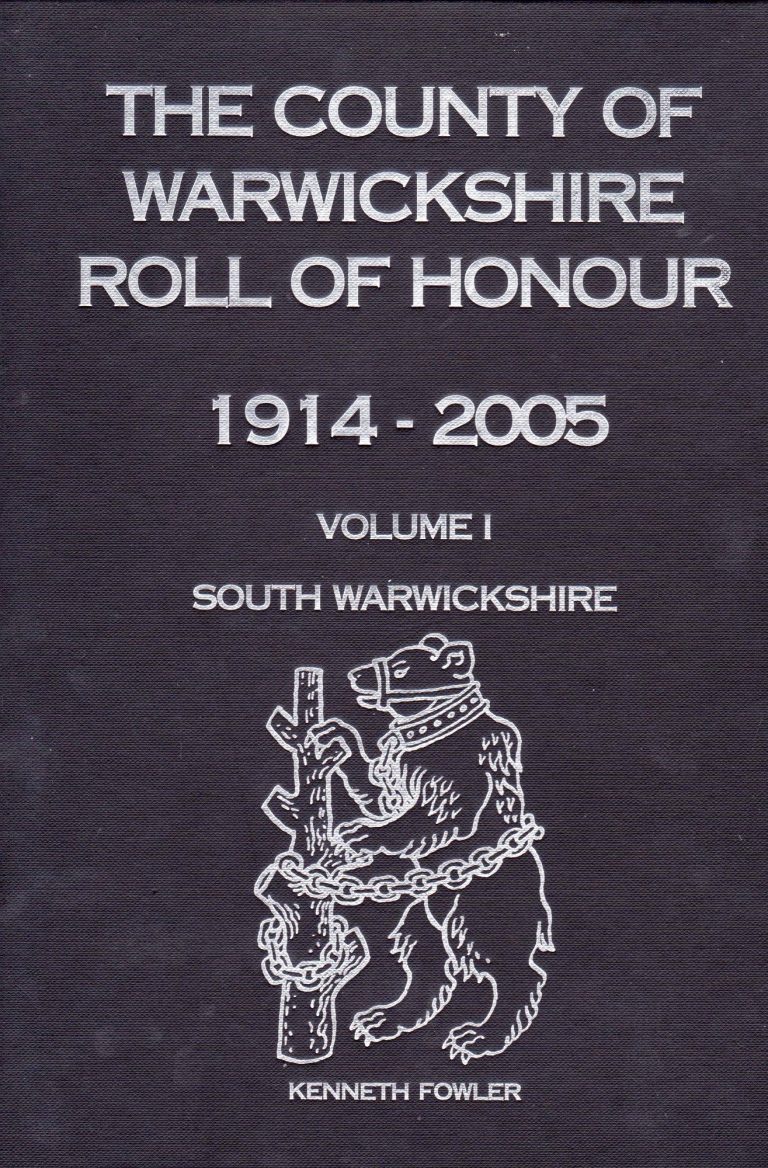 THE COUNTY OF
WARWICKSHIRE
ROLL OF HONOUR
1914 - 2005
VOLUME I
SOUTH WARWICKSHIRE
KENNETH FOWLER